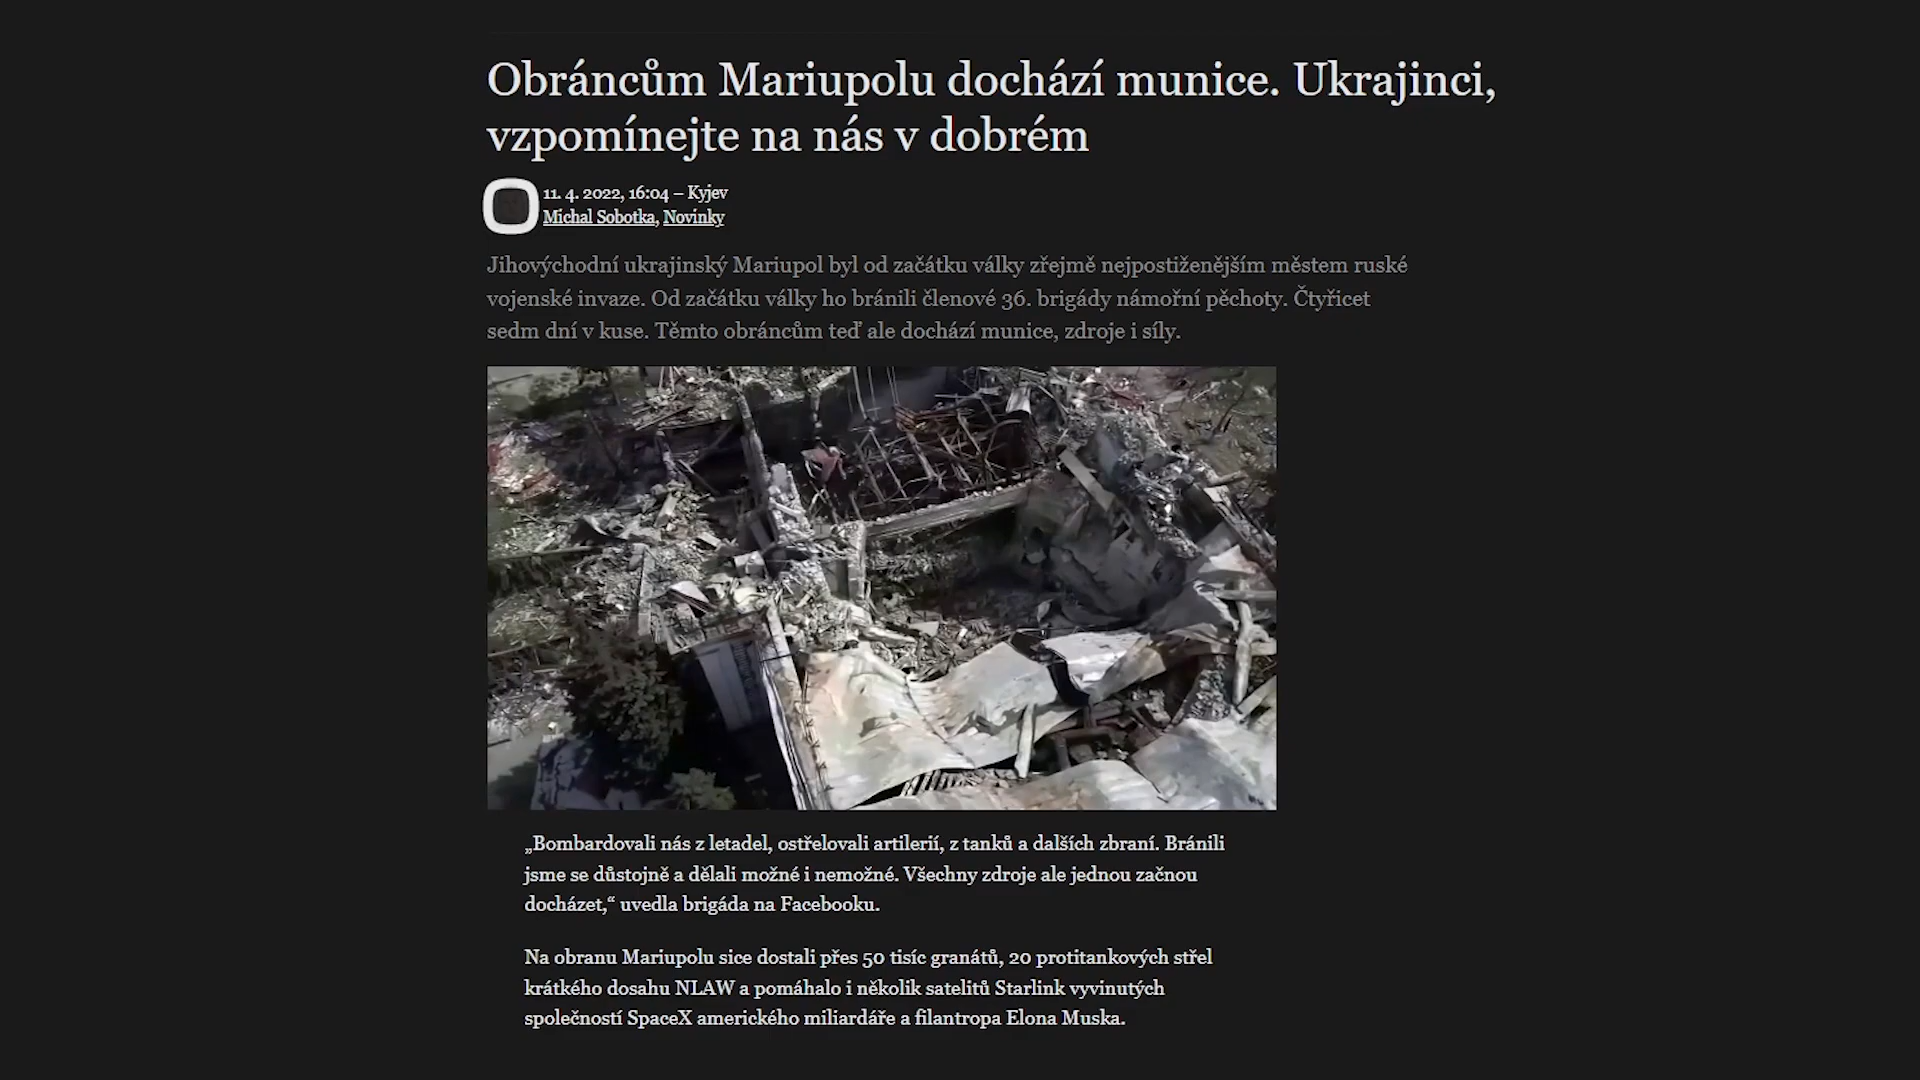 Obráncům Mariupolu dochází munice. Ukrajinci,
vzpomínejte na nás v dobrém
11. 4. 2022, 16:04 – Kyjev
Michal Sobotka, Novinky
Jihovýchodní ukrajinský Mariupol byl od začátku války zřejmě nejpostiženějším městem ruské
vojenské invaze. Od začátku války ho bránili členové 36. brigády námořní pěchoty. Čtyřicet
sedm dní v kuse. Těmto obráncům teď ale dochází munice, zdroje i síly.
„Bombardovali nás z letadel, ostřelovali artilerií, z tanků a dalších zbraní. Bránili
jsme se důstojně a dělali možné i nemožné. Všechny zdroje ale jednou začnou
docházet,“ uvedla brigáda na Facebooku.
Na obranu Mariupolu sice dostali přes 50 tisíc granátů, 20 protitankových střel
krátkého dosahu NLAW a pomáhalo i několik satelitů Starlink vyvinutých
společností SpaceX amerického miliardáře a filantropa Elona Muska.